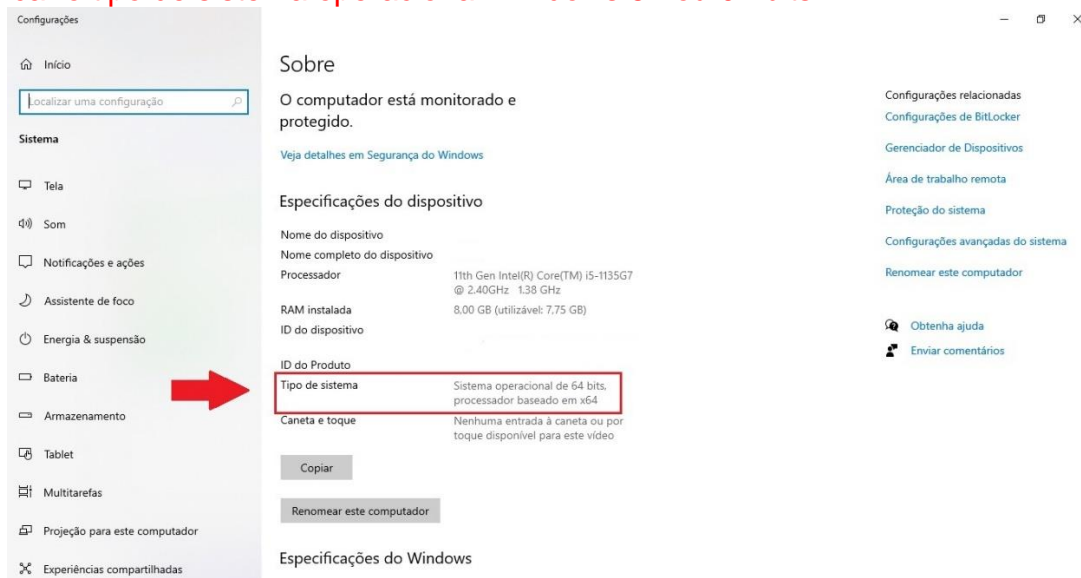 Configurações
Início
Localizar uma configuração
Sistema
Tela
Som
Notificações e ações
Assistente de foco
Energia & suspensão
Bateria
Armazenamento
Tablet
Multitarefas
Projeção para este computador
Experiências compartilhadas
Sobre
O computador está monitorado e
protegido.
Veja detalhes em Segurança do Windows
Especificações do dispositivo
Nome do dispositivo
Nome completo do dispositivo
Processador 11th Gen Intel(R) Core(TM) i5-1135G7
@ 2.40GHz 1.38 GHz
RAM instalada 8,00 GB (utilizável: 7,75 GB)
ID do dispositivo
ID do Produto
Tipo de sistema Sistema operacional de 64 bits,
processador baseado em x64
Caneta e toque Nenhuma entrada à caneta ou por
toque disponível para este vídeo
Copiar
Renomear este computador
Especificações do Windows
Configurações relacionadas
Configurações de BitLocker
Gerenciador de Dispositivos
Área de trabalho remota
Proteção do sistema
Configurações avançadas do sistema
Renomear este computador
Obtenha ajuda
Enviar comentários